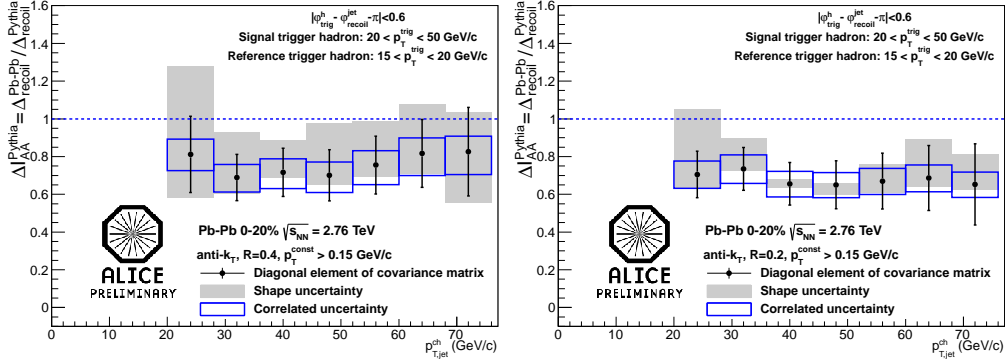 |φ^h_trig - φ^jet_recoil -π|<0.6
Signal trigger hadron: 20 < p_T^trig < 50 GeV/c
Reference trigger hadron: 15 < p_T^trig < 20 GeV/c
ΔI_AA^Pythia = Δ_recoil^Pb-Pb / Δ_recoil^Pythia
1.6
1.4
1.2
1
0.8
0.6
0.4
0.2
0
ALICE
PRELIMINARY
Pb-Pb 0-20% √s_NN = 2.76 TeV
anti-k_T, R=0.4, p_T^const > 0.15 GeV/c
Diagonal element of covariance matrix
Shape uncertainty
Correlated uncertainty
0 10 20 30 40 50 60 70
p_T,jet^ch (GeV/c)
|φ^h_trig - φ^jet_recoil -π|<0.6
Signal trigger hadron: 20 < p_T^trig < 50 GeV/c
Reference trigger hadron: 15 < p_T^trig < 20 GeV/c
ΔI_AA^Pythia = Δ_recoil^Pb-Pb / Δ_recoil^Pythia
1.6
1.4
1.2
1
0.8
0.6
0.4
0.2
0
ALICE
PRELIMINARY
Pb-Pb 0-20% √s_NN = 2.76 TeV
anti-k_T, R=0.2, p_T^const > 0.15 GeV/c
Diagonal element of covariance matrix
Shape uncertainty
Correlated uncertainty
0 10 20 30 40 50 60 70
p_T,jet^ch (GeV/c)